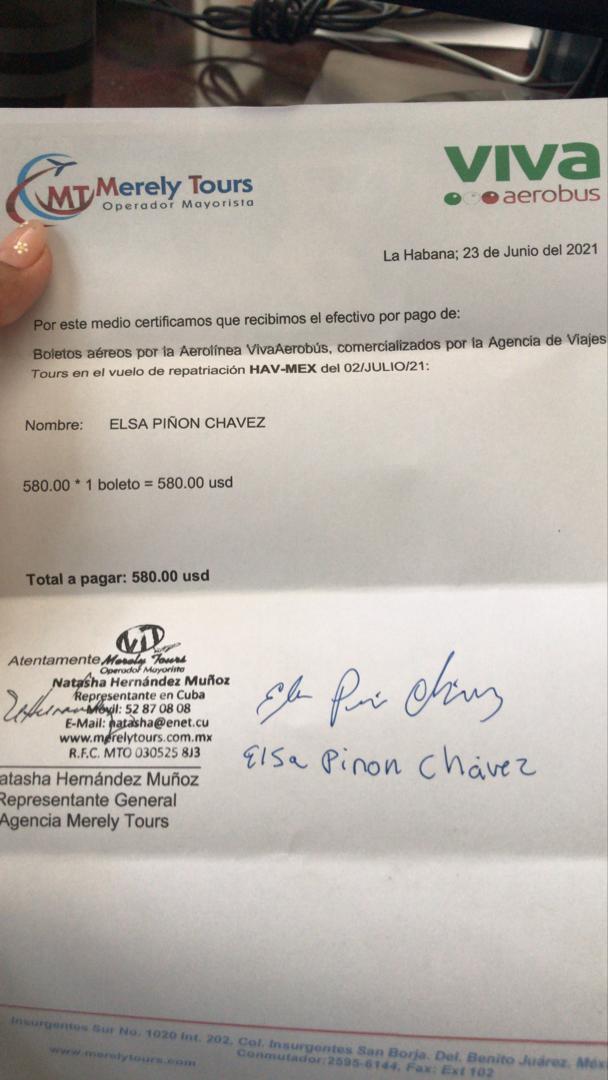 MT Merely Tours
Operador Mayorista
viva
aerobus
La Habana; 23 de Junio del 2021
Por este medio certificamos que recibimos el efectivo por pago de:
Boletos aéreos por la Aerolínea VivaAerobús, comercializados por la Agencia de Viajes
Tours en el vuelo de repatriación HAV-MEX del 02/JULIO/21:
Nombre: ELSA PIÑON CHAVEZ
580.00 * 1 boleto = 580.00 usd
Total a pagar: 580.00 usd
Atentamente Merely Tours
Operador Mayorista
Natasha Hernández Muñoz
Representante en Cuba
Movil: 52 87 08 08
E-Mail: natasha@enet.cu
www.merelytours.com.mx
R.F.C. MTO 030525 8J3
Elsa Pinon Chávez
atasha Hernández Muñoz
Representante General
Agencia Merely Tours
Insurgentes Sur No. 1020 Int. 202, Col. Insurgentes San Borja. Del. Benito Juárez. Méx
www.merelytours.com Conmutador: 2595-6144, Fax: Ext 102